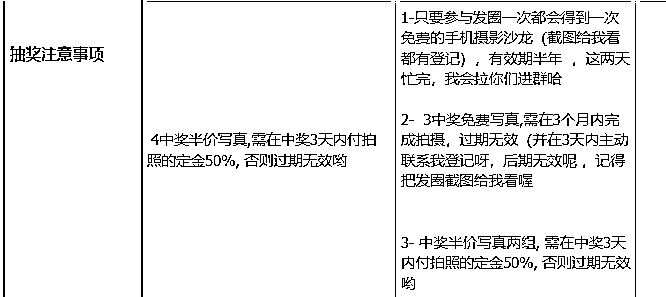 抽奖注意事项
4中奖半价写真,需在中奖3天内付拍
照的定金50%, 否则过期无效哟
1-只要参与发圈一次都会得到一次
免费的手机摄影沙龙 (截图给我看
都有登记) ,有效期半年 ,这两天
忙完,我会拉你们进群哈
2- 3中奖免费写真,需在3个月内完
成拍摄,过期无效 (并在3天内主动
联系我登记呀,后期无效呢 ,记得
把发圈截图给我看喔
3- 中奖半价写真两组, 需在中奖3天
内付拍照的定金50%, 否则过期无效
哟